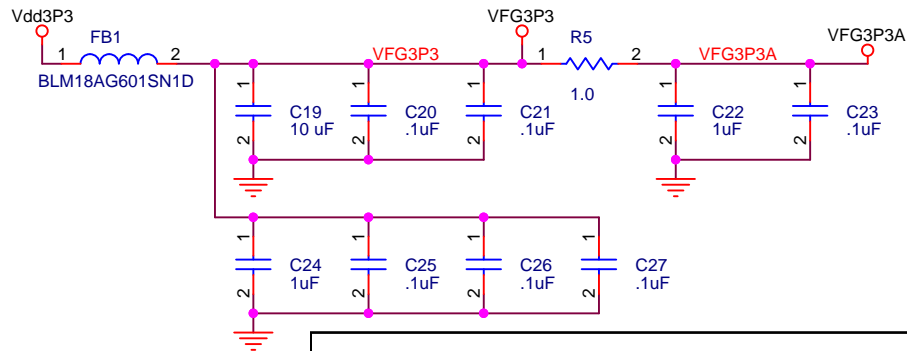 Vdd3P3 VFG3P3 VFG3P3A
FB1 R5
1 2 VFG3P3 1 2 VFG3P3A
BLM18AG601SN1D 1.0
1 1 1 1 1
C19 C20 C21 C22 C23
10 uF .1uF .1uF 1uF .1uF
2 2 2 2 2
1 1 1 1
C24 C25 C26 C27
1uF .1uF .1uF .1uF
2 2 2 2